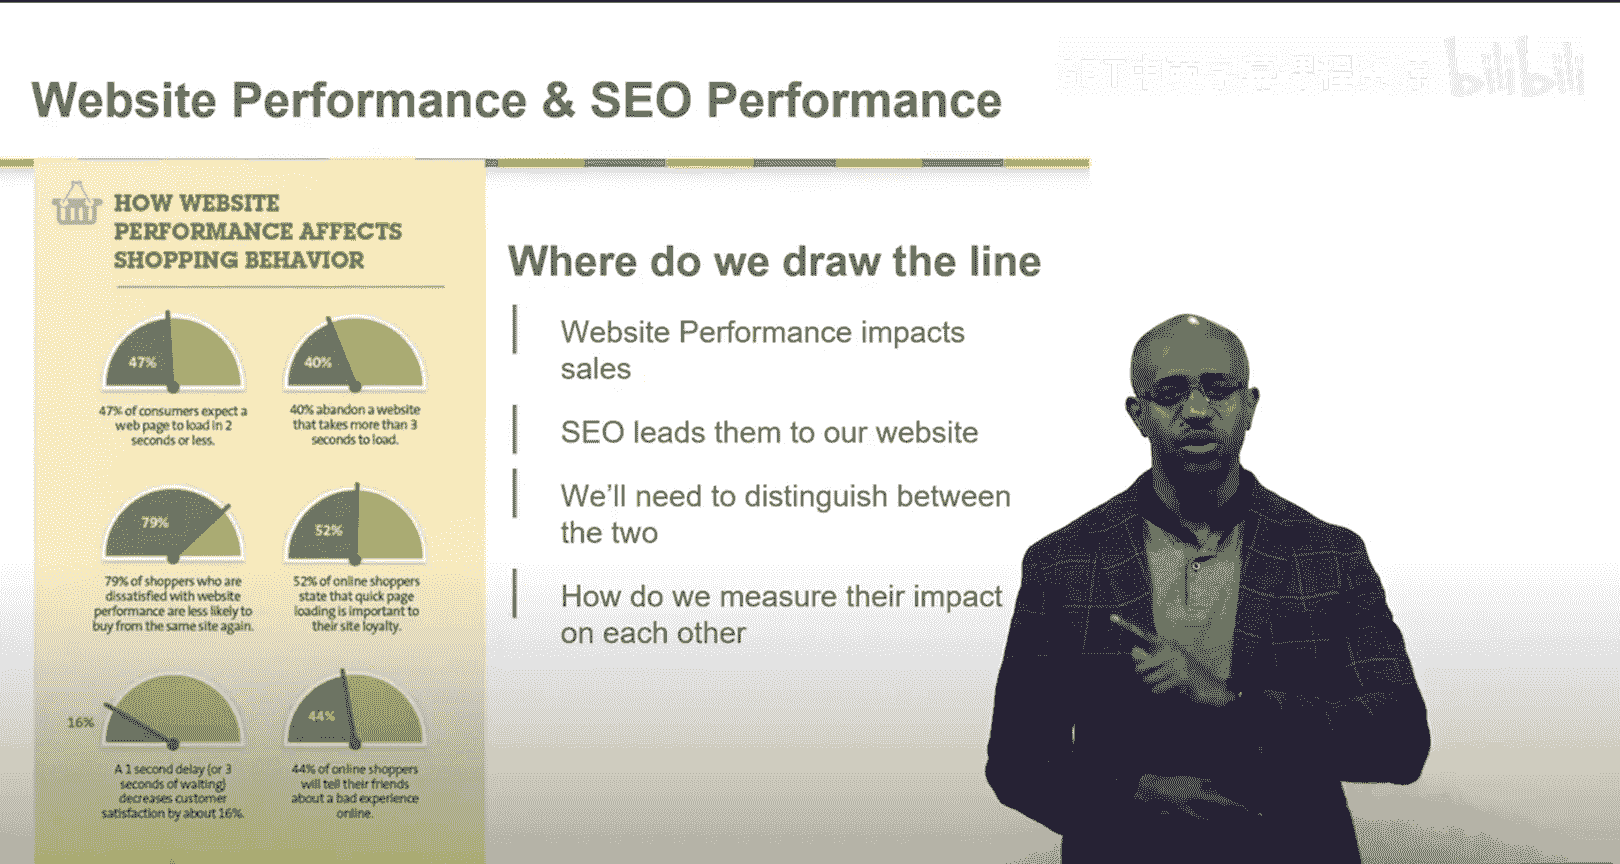 Website Performance & SEO Performance
bilibili
HOW WEBSITE
PERFORMANCE AFFECTS
SHOPPING BEHAVIOR
47%
40%
47% of consumers expect a
web page to load in 2
seconds or less.
40% abandon a website
that takes more than 3
seconds to load.
79%
52%
79% of shoppers who are
dissatisfied with website
performance are less likely to
buy from the same site again.
52% of online shoppers
state that quick page
loading is important to
their site loyalty.
16%
44%
A 1 second delay (or 3
seconds of waiting)
decreases customer
satisfaction by about 16%.
44% of online shoppers
will tell their friends
about a bad experience
online.
Where do we draw the line
Website Performance impacts
sales
SEO leads them to our website
We'll need to distinguish between
the two
How do we measure their impact
on each other